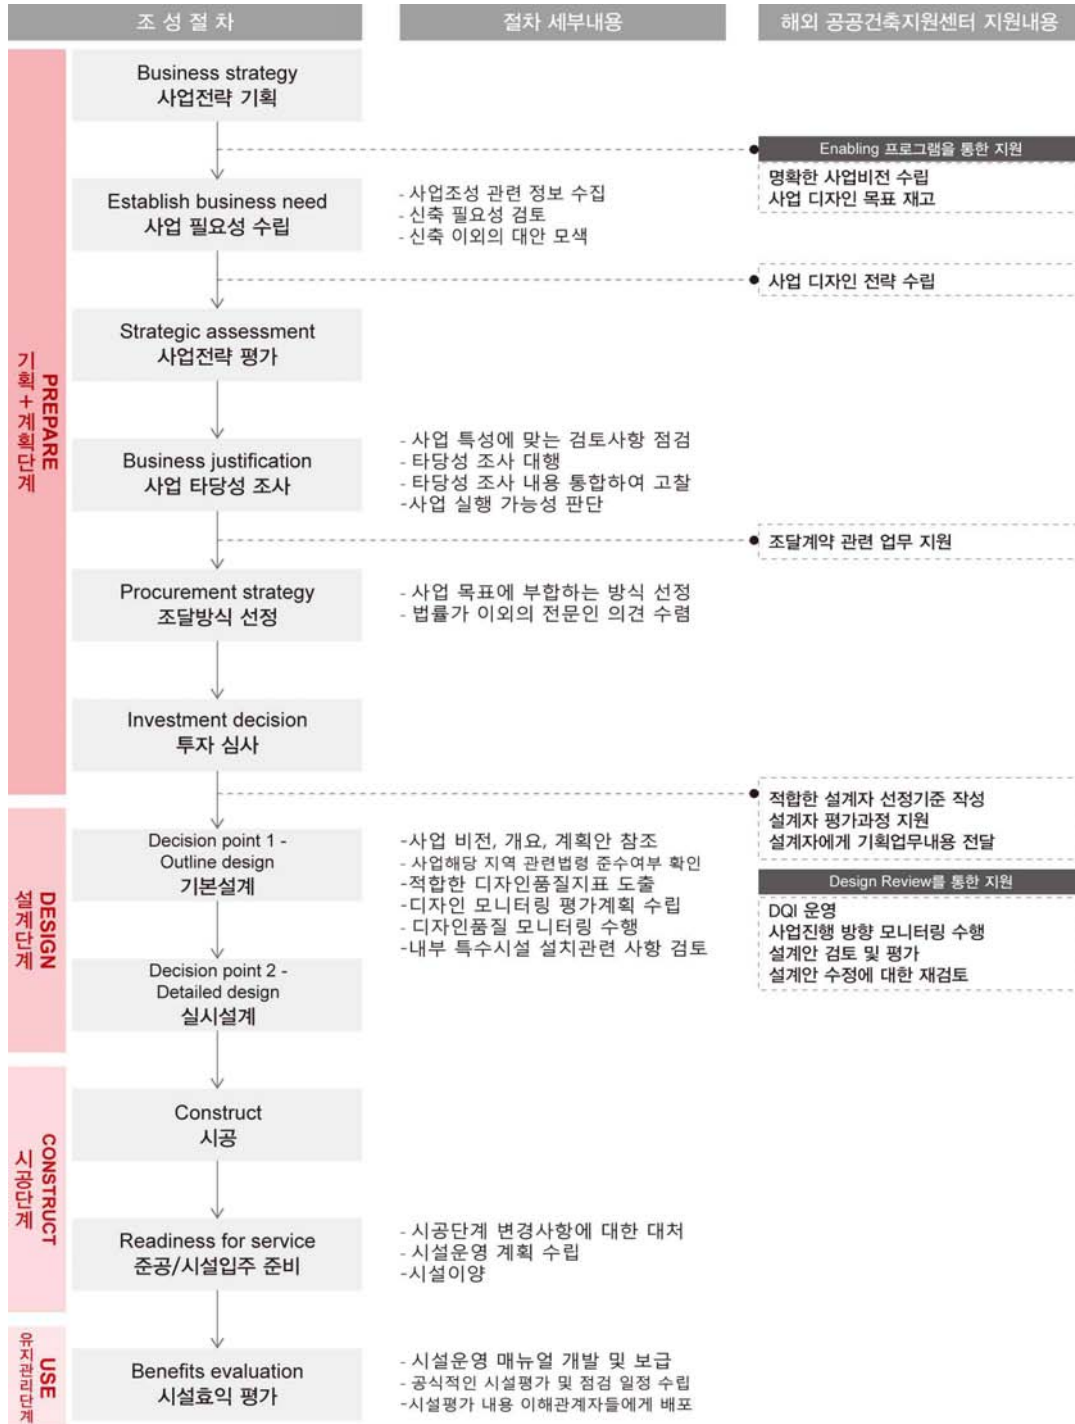 조 성 절 차
절차 세부내용
해외 공공건축지원센터 지원내용
PREPARE
기획+계획단계
Business strategy
사업전략 기획
Enabling 프로그램을 통한 지원
명확한 사업비전 수립
사업 디자인 목표 재고
Establish business need
사업 필요성 수립
- 사업조성 관련 정보 수집
- 신축 필요성 검토
- 신축 이외의 대안 모색
사업 디자인 전략 수립
Strategic assessment
사업전략 평가
Business justification
사업 타당성 조사
- 사업 특성에 맞는 검토사항 점검
- 타당성 조사 대행
- 타당성 조사 내용 통합하여 고찰
-사업 실행 가능성 판단
조달계약 관련 업무 지원
Procurement strategy
조달방식 선정
- 사업 목표에 부합하는 방식 선정
- 법률가 이외의 전문인 의견 수렴
Investment decision
투자 심사
적합한 설계자 선정기준 작성
설계자 평가과정 지원
설계자에게 기획업무내용 전달
DESIGN
설계단계
Decision point 1 -
Outline design
기본설계
-사업 비전, 개요, 계획안 참조
- 사업해당 지역 관련법령 준수여부 확인
-적합한 디자인품질지표 도출
-디자인 모니터링 평가계획 수립
- 디자인품질 모니터링 수행
-내부 특수시설 설치관련 사항 검토
Design Review를 통한 지원
DQI 운영
사업진행 방향 모니터링 수행
설계안 검토 및 평가
설계안 수정에 대한 재검토
Decision point 2 -
Detailed design
실시설계
CONSTRUCT
시공단계
Construct
시공
Readiness for service
준공/시설입주 준비
- 시공단계 변경사항에 대한 대처
- 시설운영 계획 수립
-시설이양
USE
유지관리단계
Benefits evaluation
시설효익 평가
- 시설운영 매뉴얼 개발 및 보급
- 공식적인 시설평가 및 점검 일정 수립
-시설평가 내용 이해관계자들에게 배포